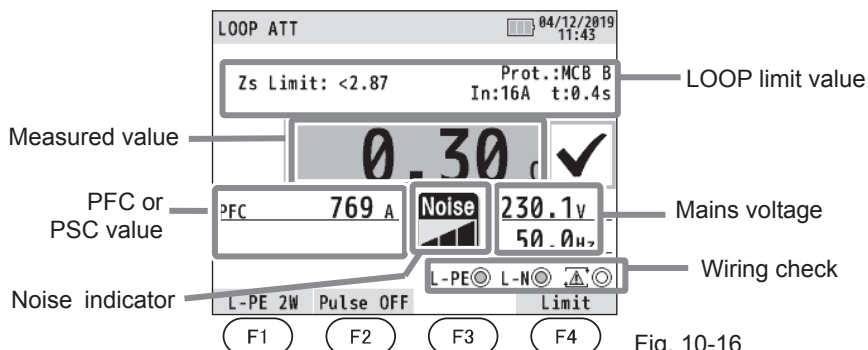 LOOP ATT 04/12/2019
11:43
Zs Limit: <2.87 Prot.:MCB B
In:16A t:0.4s
LOOP limit value
Measured value
0.30
PFC or
PSC value
PFC 769 A
Noise
230.1V
50.0Hz
Mains voltage
L-PE L-N
Wiring check
Noise indicator
L-PE 2W Pulse OFF Limit
F1 F2 F3 F4
Fig. 10-16